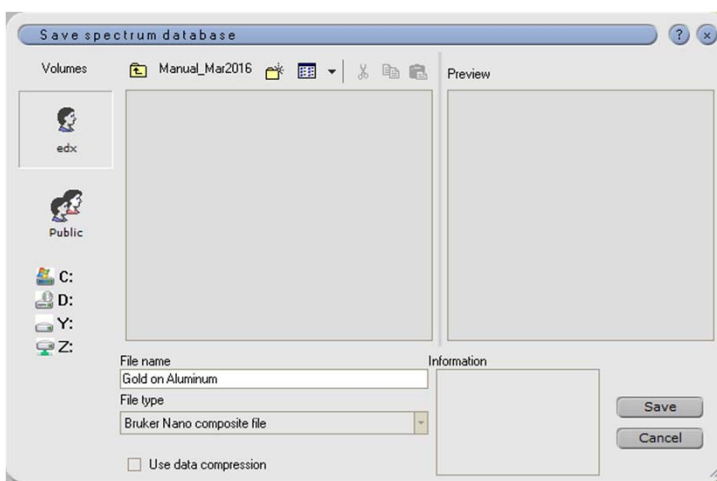 Save spectrum database
Volumes
Manual_Mar2016
Preview
edx
Public
C:
D:
Y:
Z:
File name
Gold on Aluminum
Information
File type
Bruker Nano composite file
Save
Cancel
Use data compression